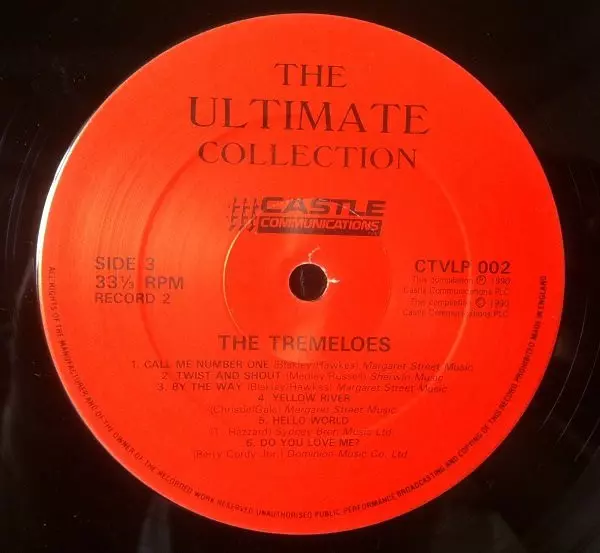 THE
ULTIMATE
COLLECTION
CASTLE
COMMUNICATIONS
SIDE 3
33⅓ RPM
RECORD 2
CTVLP 002
This compilation ℗ 1990
Castle Communications PLC
The compilation © 1990
Castle Communications PLC
THE TREMELOES
1. CALL ME NUMBER ONE (Blakley/Hawkes) Margaret Street Music
2. TWIST AND SHOUT (Medley/Russell) Sherwin Music
3. BY THE WAY (Blakley/Hawkes) Margaret Street Music
4. YELLOW RIVER
(Christie/Gale) Margaret Street Music
5. HELLO WORLD
(T. Hazzard) Sydney Bron Music Ltd.
6. DO YOU LOVE ME?
(Berry Gordy, Jnr.) Dominion Music Co. Ltd.
ALL RIGHTS OF THE MANUFACTURER AND OF THE OWNER OF THE RECORDED WORK RESERVED UNAUTHORISED PUBLIC PERFORMANCE BROADCASTING AND COPYING OF THIS RECORD PROHIBITED MADE IN ENGLAND